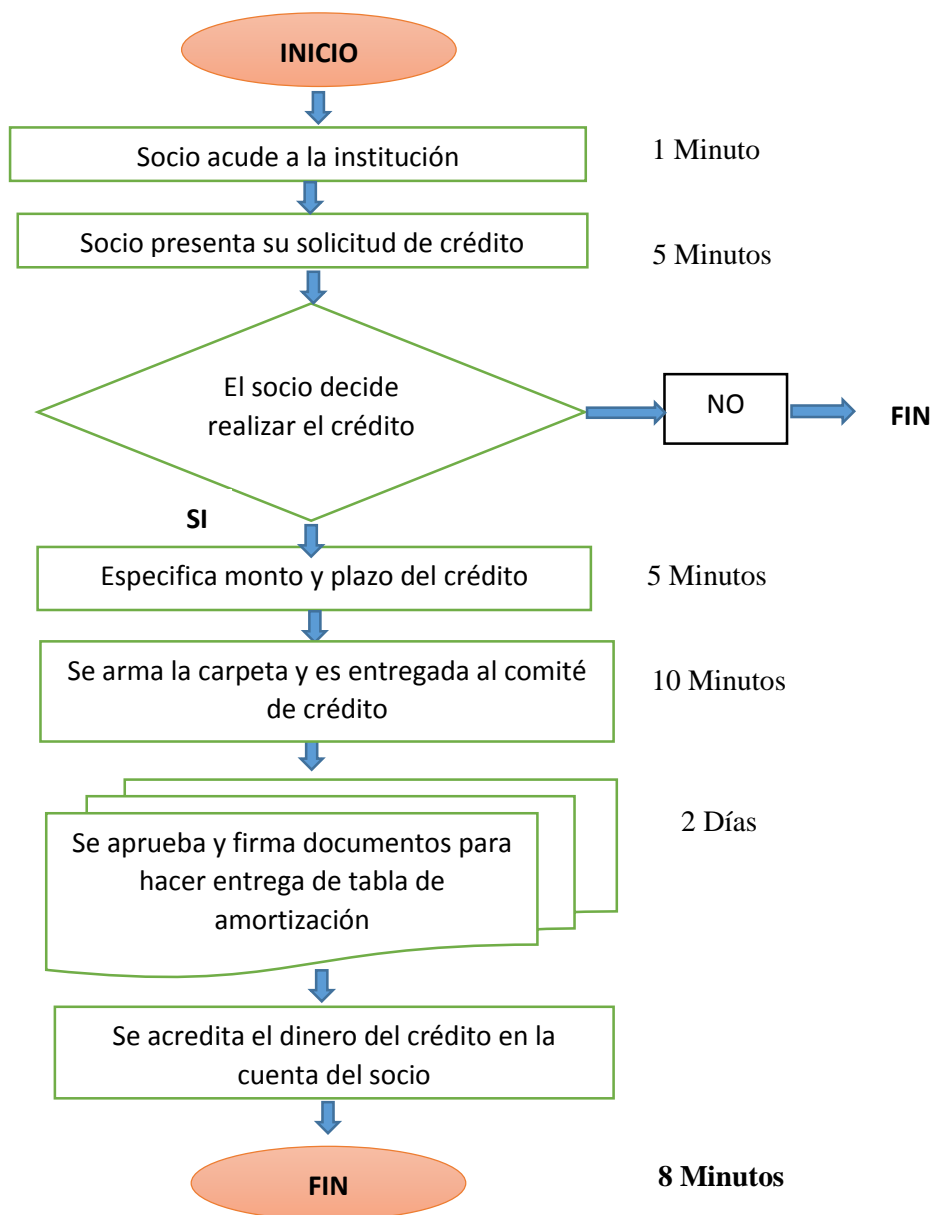 INICIO
Socio acude a la institución
1 Minuto
Socio presenta su solicitud de crédito
5 Minutos
El socio decide
realizar el crédito
NO
FIN
SI
Especifica monto y plazo del crédito
5 Minutos
Se arma la carpeta y es entregada al comité
de crédito
10 Minutos
Se aprueba y firma documentos para
hacer entrega de tabla de
amortización
2 Días
Se acredita el dinero del crédito en la
cuenta del socio
FIN
8 Minutos